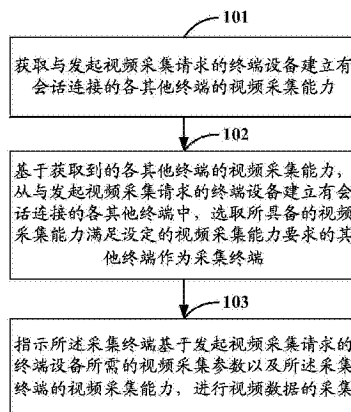 101
获取与发起视频采集请求的终端设备建立有
会话连接的各其他终端的视频采集能力
102
基于获取到的各其他终端的视频采集能力，
从与发起视频采集请求的终端设备建立有会
话连接的各其他终端中，选取所具备的视频
采集能力满足设定的视频采集能力要求的其
他终端作为采集终端
103
指示所述采集终端基于发起视频采集请求的
终端设备所需的视频采集参数以及所述采集
终端的视频采集能力，进行视频数据的采集